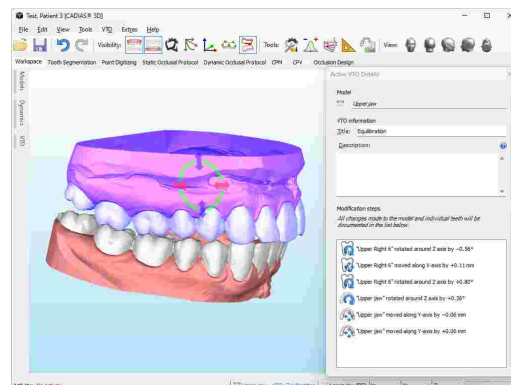 Test, Patient 3 [CADIAS® 3D]
File Edit View Tools VTO Extras Help
Visibility: Tools: View:
Workspace Tooth Segmentation Point Digitizing Static Occlusal Protocol Dynamic Occlusal Protocol CPM CPV Occlusion Design
Models
Dynamics
VTO
Active VTO Details
Model
Upper jaw
VTO information
Title: Equilibration
Description:
Modification steps
All changes made to the model and individual teeth will be
documented in the list below.
"Upper Right 6" rotated around Z axis by -0.56°
"Upper Right 6" moved along X-axis by +0.11 mm
"Upper Right 6" rotated around Z axis by +0.80°
"Upper jaw" rotated around Z axis by +0.36°
"Upper jaw" moved along Y-axis by -0.06 mm
"Upper jaw" moved along Y-axis by +0.06 mm